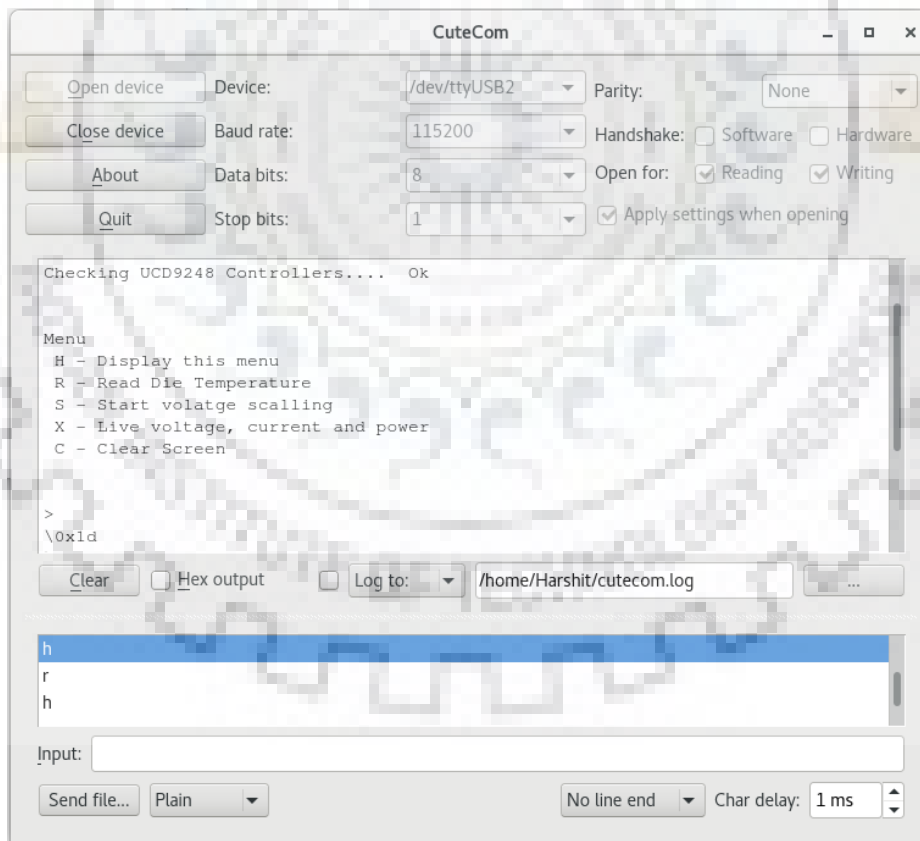 CuteCom
Open device Device: /dev/ttyUSB2 Parity: None
Close device Baud rate: 115200 Handshake: Software Hardware
About Data bits: 8 Open for: Reading Writing
Quit Stop bits: 1 Apply settings when opening
Checking UCD9248 Controllers.... Ok
Menu
H - Display this menu
R - Read Die Temperature
S - Start volatge scalling
X - Live voltage, current and power
C - Clear Screen
>
\0x1d
Clear Hex output Log to: /home/Harshit/cutecom.log ...
h
r
h
Input:
Send file... Plain No line end Char delay: 1 ms